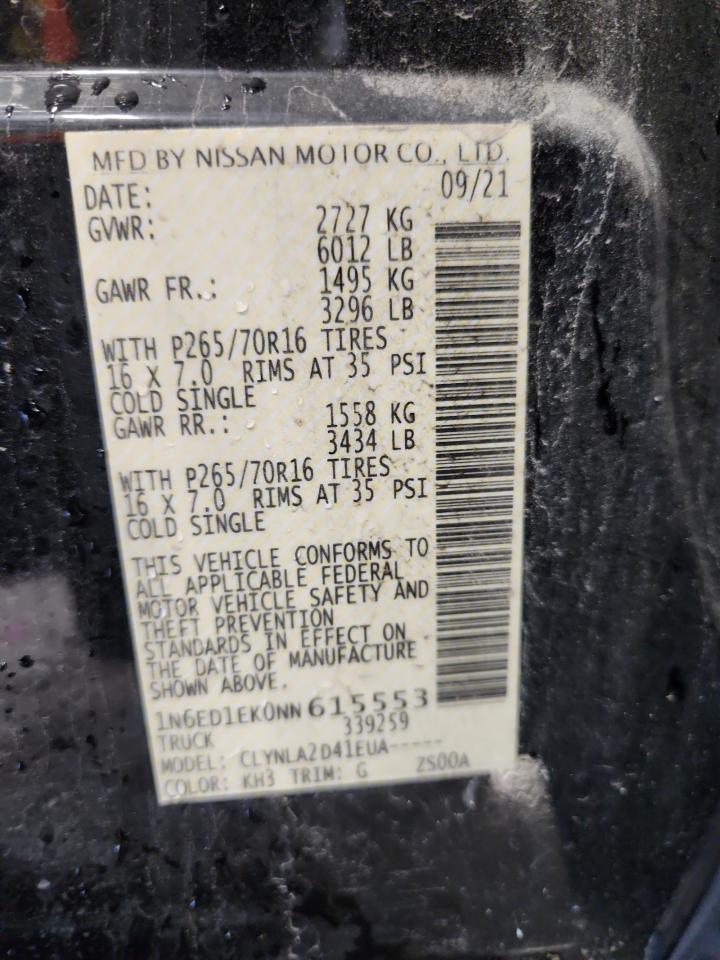 MFD BY NISSAN MOTOR CO., LTD.
DATE: 09/21
GVWR: 2727 KG
6012 LB
GAWR FR.: 1495 KG
3296 LB
WITH P265/70R16 TIRES
16 X 7.0 RIMS AT 35 PSI
COLD SINGLE
GAWR RR.: 1558 KG
3434 LB
WITH P265/70R16 TIRES
16 X 7.0 RIMS AT 35 PSI
COLD SINGLE
THIS VEHICLE CONFORMS TO
ALL APPLICABLE FEDERAL
MOTOR VEHICLE SAFETY AND
THEFT PREVENTION
STANDARDS IN EFFECT ON
THE DATE OF MANUFACTURE
SHOWN ABOVE.
1N6ED1EK0NN615553
TRUCK 339259
MODEL: CLYNLA2D41EUA-----
COLOR: KH3 TRIM: G ZS00A